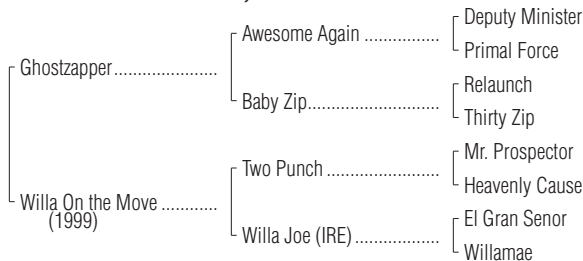 Deputy Minister
Awesome Again ................
Primal Force
Ghostzapper......................
Relaunch
Baby Zip............................
Thirty Zip
Mr. Prospector
Two Punch ........................
Heavenly Cause
Willa On the Move ............
(1999)
El Gran Senor
Willa Joe (IRE) ..................
Willamae